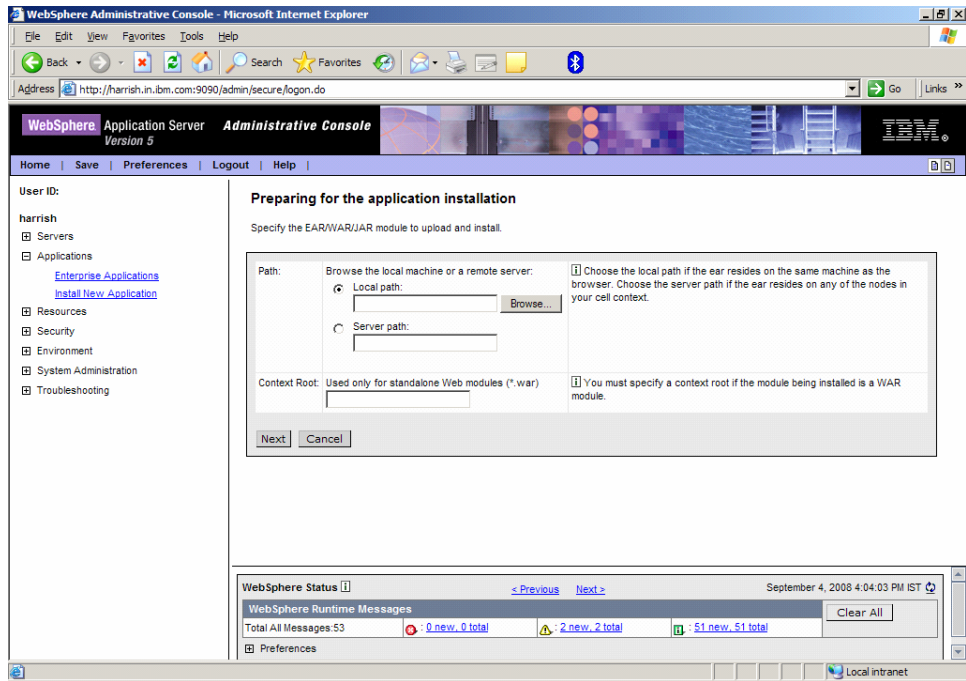 WebSphere Administrative Console - Microsoft Internet Explorer
File Edit View Favorites Tools Help
Back Search Favorites
Address http://harrish.in.ibm.com:9090/admin/secure/logon.do Go Links »
WebSphere Application Server Administrative Console
Version 5
IBM
Home | Save | Preferences | Logout | Help |
User ID:
harrish
Servers
Applications
Enterprise Applications
Install New Application
Resources
Security
Environment
System Administration
Troubleshooting
Preparing for the application installation
Specify the EAR/WAR/JAR module to upload and install.
Path: Browse the local machine or a remote server:
Local path:
Browse...
Server path:
i Choose the local path if the ear resides on the same machine as the
browser. Choose the server path if the ear resides on any of the nodes in
your cell context.
Context Root: Used only for standalone Web modules (*.war)
i You must specify a context root if the module being installed is a WAR
module.
Next Cancel
WebSphere Status i < Previous Next > September 4, 2008 4:04:03 PM IST
WebSphere Runtime Messages
Clear All
Total All Messages:53 : 0 new, 0 total : 2 new, 2 total : 51 new, 51 total
Preferences
Local intranet